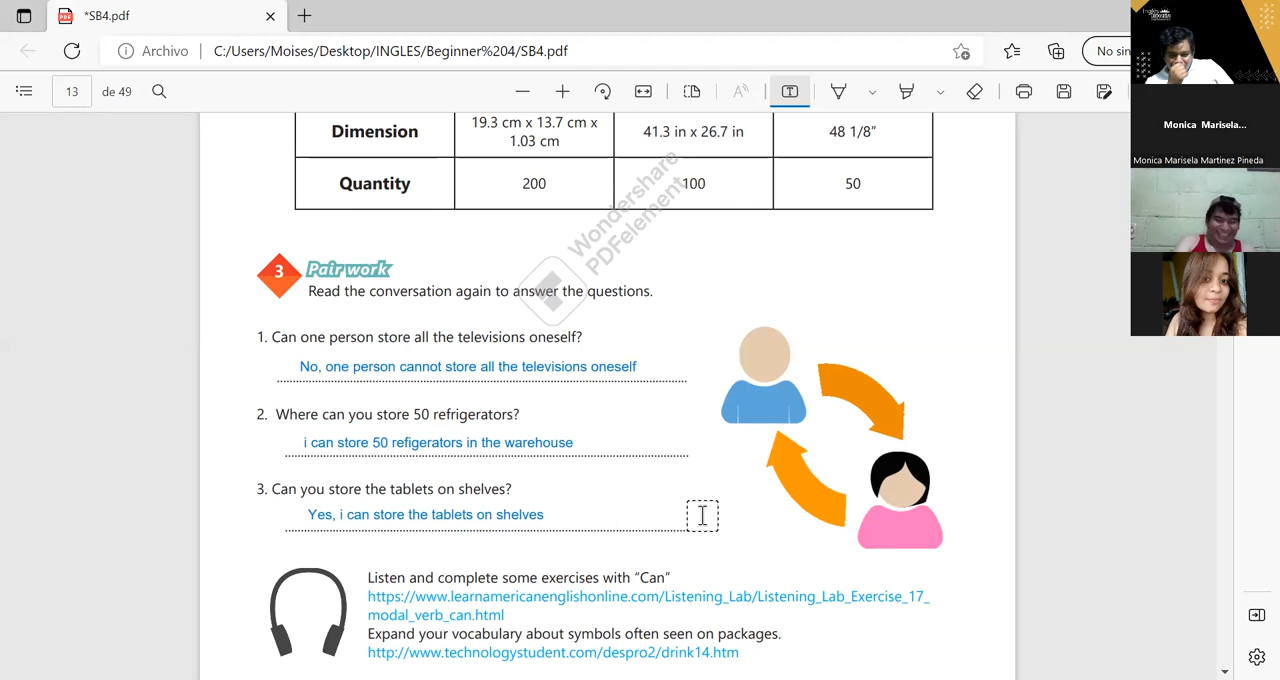 *SB4.pdf
Archivo
C:/Users/Moises/Desktop/INGLES/Beginner%204/SB4.pdf
No sin
13
de 49
Monica Marisela...
Monica Marisela Martinez Pineda
Dimension
19.3 cm x 13.7 cm x
1.03 cm
41.3 in x 26.7 in
48 1/8"
Quantity
200
100
50
Wondershare
PDFelement
3
Pair work
Read the conversation again to answer the questions.
1. Can one person store all the televisions oneself?
No, one person cannot store all the televisions oneself
2. Where can you store 50 refrigerators?
i can store 50 refigerators in the warehouse
3. Can you store the tablets on shelves?
Yes, i can store the tablets on shelves
Listen and complete some exercises with “Can”
https://www.learnamericanenglishonline.com/Listening_Lab/Listening_Lab_Exercise_17_
modal_verb_can.html
Expand your vocabulary about symbols often seen on packages.
http://www.technologystudent.com/despro2/drink14.htm